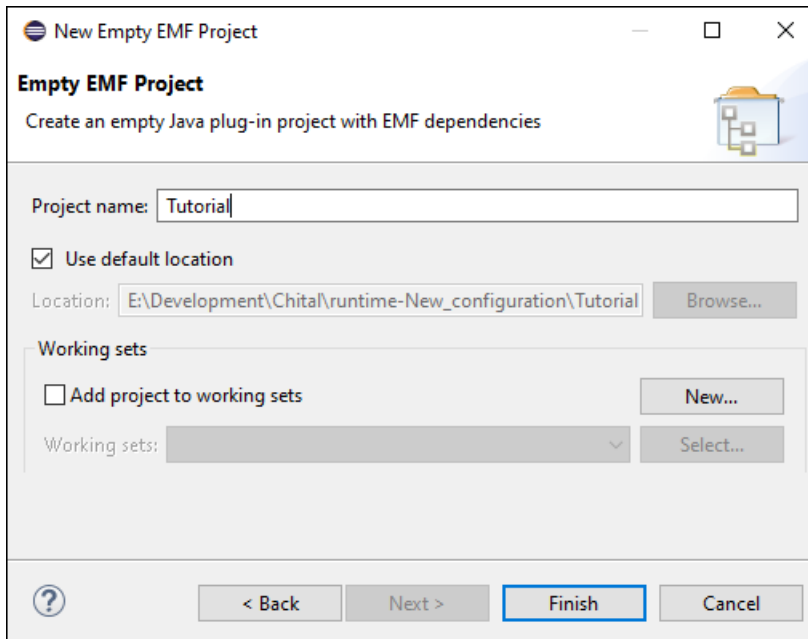 New Empty EMF Project
Empty EMF Project
Create an empty Java plug-in project with EMF dependencies
Project name: Tutorial
Use default location
Location: E:\Development\Chital\runtime-New_configuration\Tutorial Browse...
Working sets
Add project to working sets New...
Working sets: Select...
? < Back Next > Finish Cancel